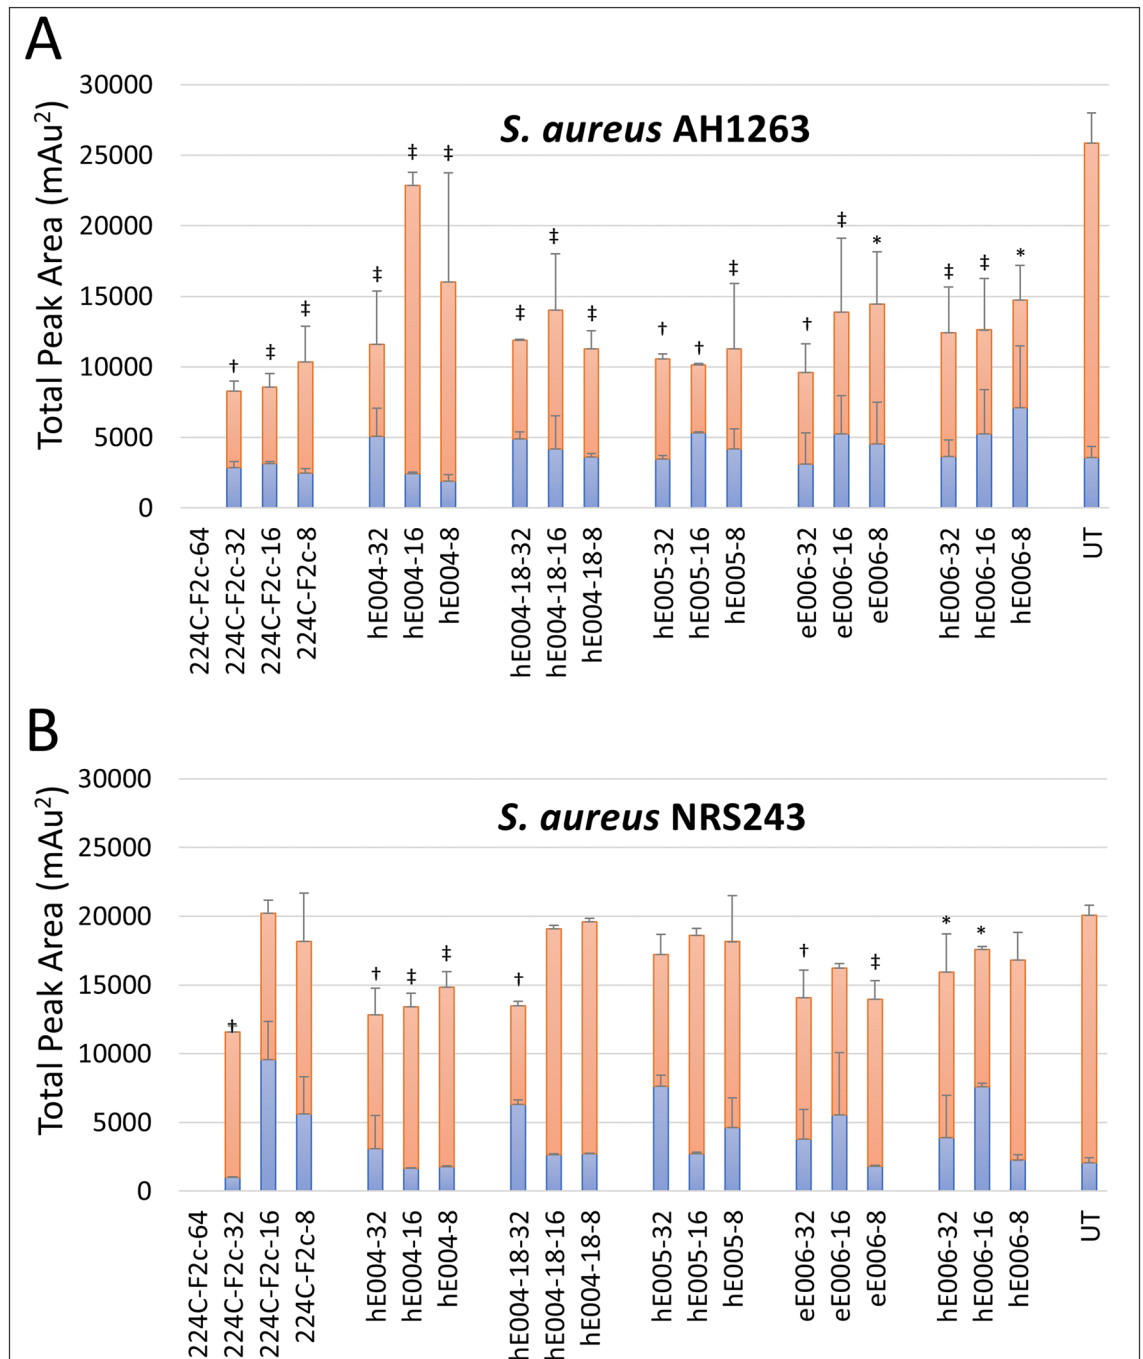 A
S. aureus AH1263
Total Peak Area (mAu²)
30000
25000
20000
15000
10000
5000
0
† ‡ ‡ ‡ ‡ ‡ ‡ ‡ ‡ † † ‡ † ‡ * ‡ ‡ *
224C-F2c-64
224C-F2c-32
224C-F2c-16
224C-F2c-8
hE004-32
hE004-16
hE004-8
hE004-18-32
hE004-18-16
hE004-18-8
hE005-32
hE005-16
hE005-8
eE006-32
eE006-16
eE006-8
hE006-32
hE006-16
hE006-8
UT
B
S. aureus NRS243
Total Peak Area (mAu²)
30000
25000
20000
15000
10000
5000
0
† † ‡ ‡ † † ‡ * *
224C-F2c-64
224C-F2c-32
224C-F2c-16
224C-F2c-8
hE004-32
hE004-16
hE004-8
hE004-18-32
hE004-18-16
hE004-18-8
hE005-32
hE005-16
hE005-8
eE006-32
eE006-16
eE006-8
hE006-32
hE006-16
hE006-8
UT